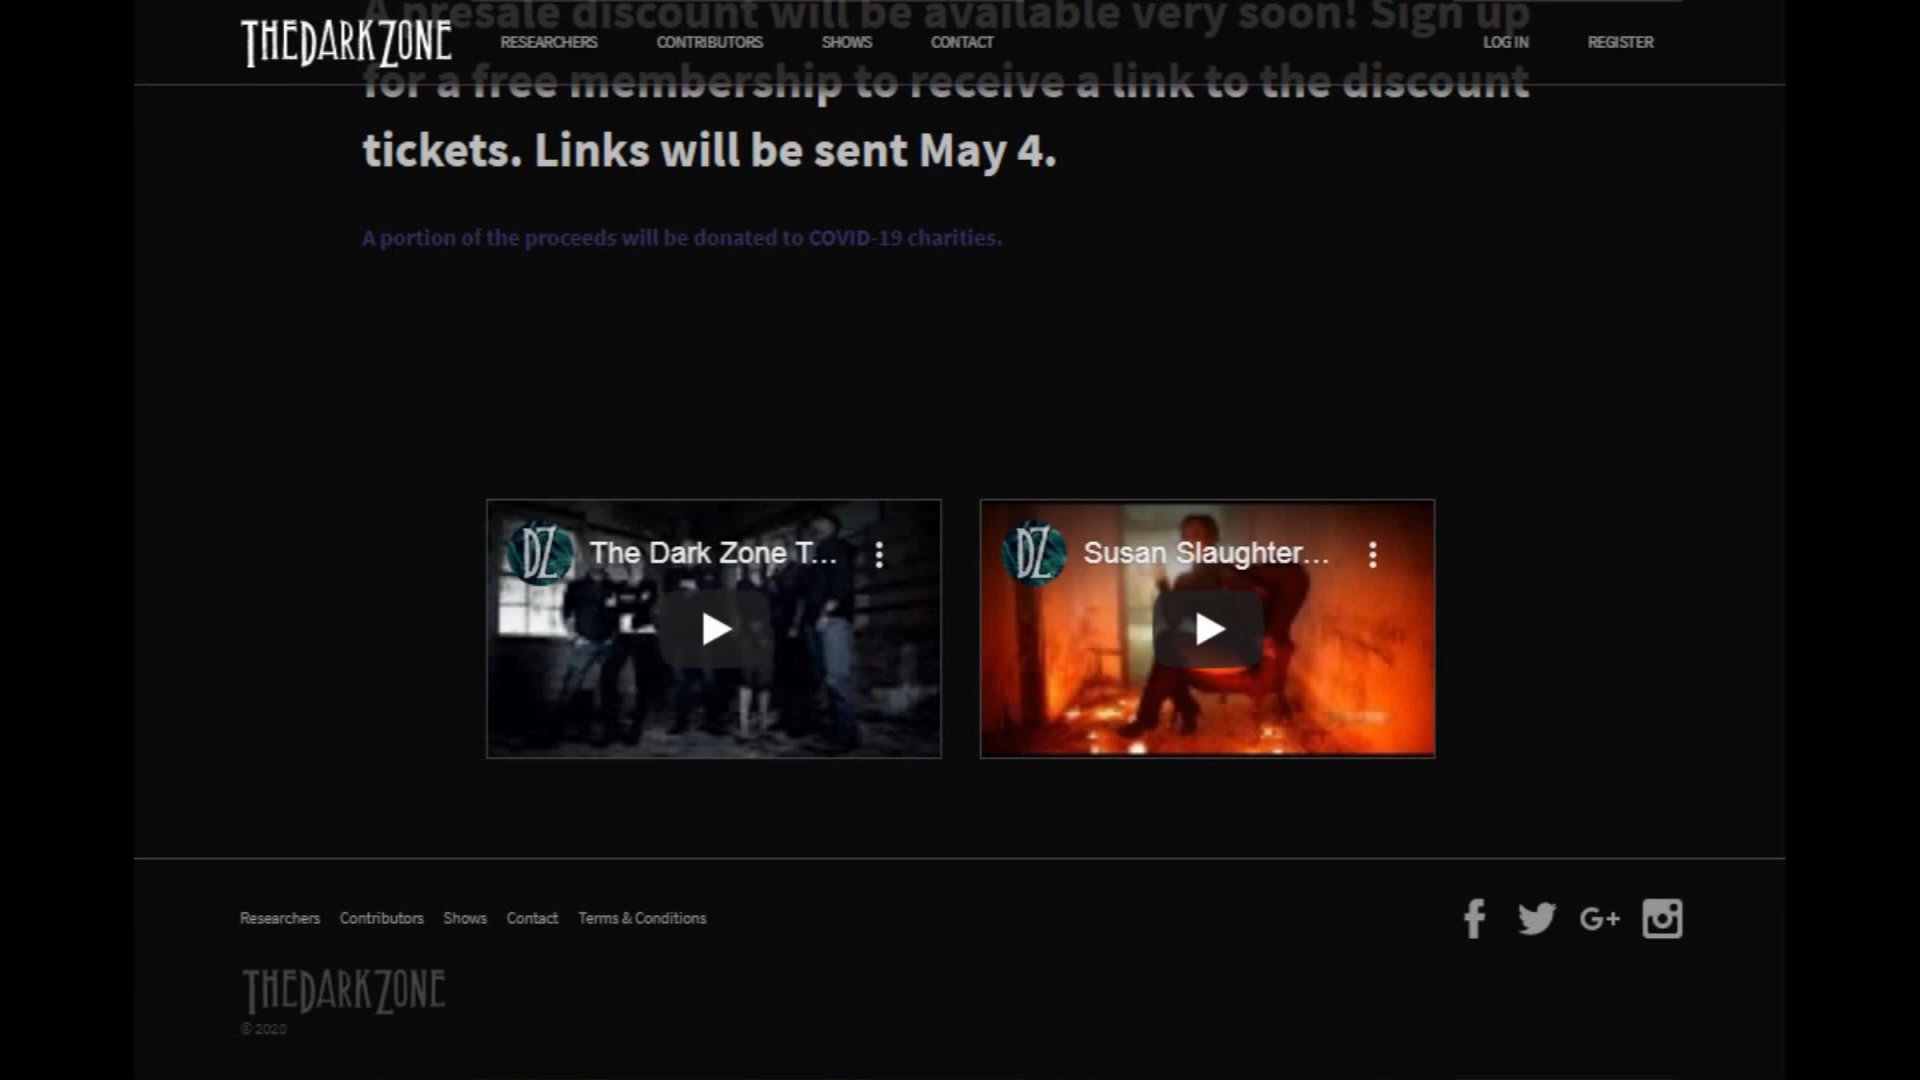 A presale discount will be available very soon! Sign up
THEDARKZONE RESEARCHERS CONTRIBUTORS SHOWS CONTACT LOG IN REGISTER
for a free membership to receive a link to the discount
tickets. Links will be sent May 4.
A portion of the proceeds will be donated to COVID-19 charities.
DZ The Dark Zone T...
DZ Susan Slaughter...
Researchers Contributors Shows Contact Terms & Conditions
G+
THEDARKZONE
© 2020